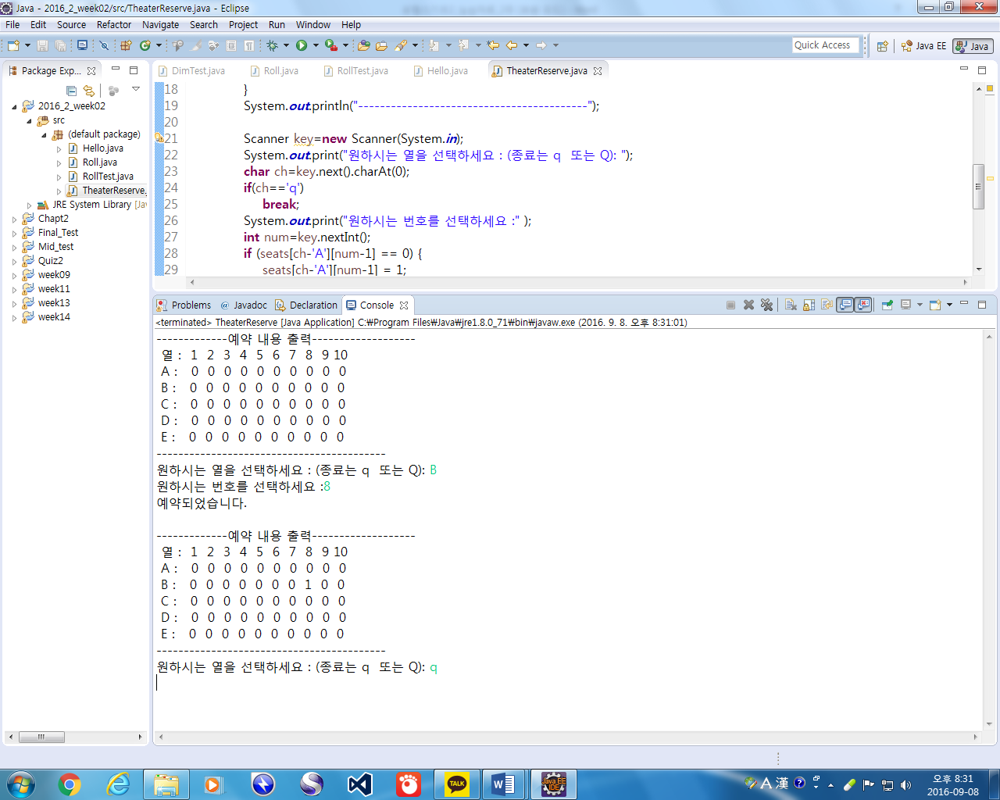 Java - 2016_2_week02/src/TheaterReserve.java - Eclipse
File Edit Source Refactor Navigate Search Project Run Window Help
Quick Access
Java EE
Java
Package Exp...
2016_2_week02
src
(default package)
Hello.java
Roll.java
RollTest.java
TheaterReserve.
JRE System Library [Jav
Chapt2
Final_Test
Mid_test
Quiz2
week09
week11
week13
week14
DimTest.java Roll.java RollTest.java Hello.java TheaterReserve.java
18 }
19 System.out.println("------------------------------------------");
20
21 Scanner key=new Scanner(System.in);
22 System.out.print("원하시는 열을 선택하세요 : (종료는 q 또는 Q): ");
23 char ch=key.next().charAt(0);
24 if(ch=='q')
25 break;
26 System.out.print("원하시는 번호를 선택하세요 :" );
27 int num=key.nextInt();
28 if (seats[ch-'A'][num-1] == 0) {
29 seats[ch-'A'][num-1] = 1;
Problems Javadoc Declaration Console
<terminated> TheaterReserve [Java Application] C:₩Program Files₩Java₩jre1.8.0_71₩bin₩javaw.exe (2016. 9. 8. 오후 8:31:01)
-------------예약 내용 출력-------------------
열 : 1 2 3 4 5 6 7 8 9 10
A : 0 0 0 0 0 0 0 0 0 0
B : 0 0 0 0 0 0 0 0 0 0
C : 0 0 0 0 0 0 0 0 0 0
D : 0 0 0 0 0 0 0 0 0 0
E : 0 0 0 0 0 0 0 0 0 0
------------------------------------------
원하시는 열을 선택하세요 : (종료는 q 또는 Q): B
원하시는 번호를 선택하세요 :8
예약되었습니다.
-------------예약 내용 출력-------------------
열 : 1 2 3 4 5 6 7 8 9 10
A : 0 0 0 0 0 0 0 0 0 0
B : 0 0 0 0 0 0 0 1 0 0
C : 0 0 0 0 0 0 0 0 0 0
D : 0 0 0 0 0 0 0 0 0 0
E : 0 0 0 0 0 0 0 0 0 0
------------------------------------------
원하시는 열을 선택하세요 : (종료는 q 또는 Q): q
TALK
Java EE
IDE
A 漢
오후 8:31
2016-09-08